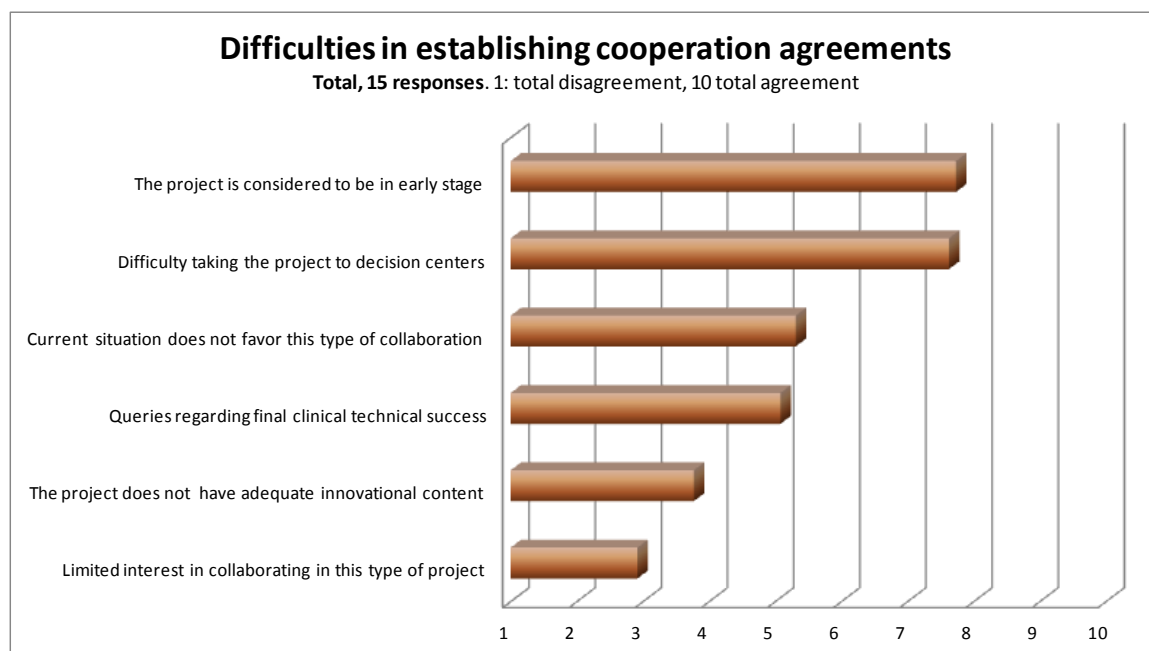 Difficulties in establishing cooperation agreements
Total, 15 responses. 1: total disagreement, 10 total agreement
The project is considered to be in early stage
Difficulty taking the project to decision centers
Current situation does not favor this type of collaboration
Queries regarding final clinical technical success
The project does not have adequate innovational content
Limited interest in collaborating in this type of project
1 2 3 4 5 6 7 8 9 10